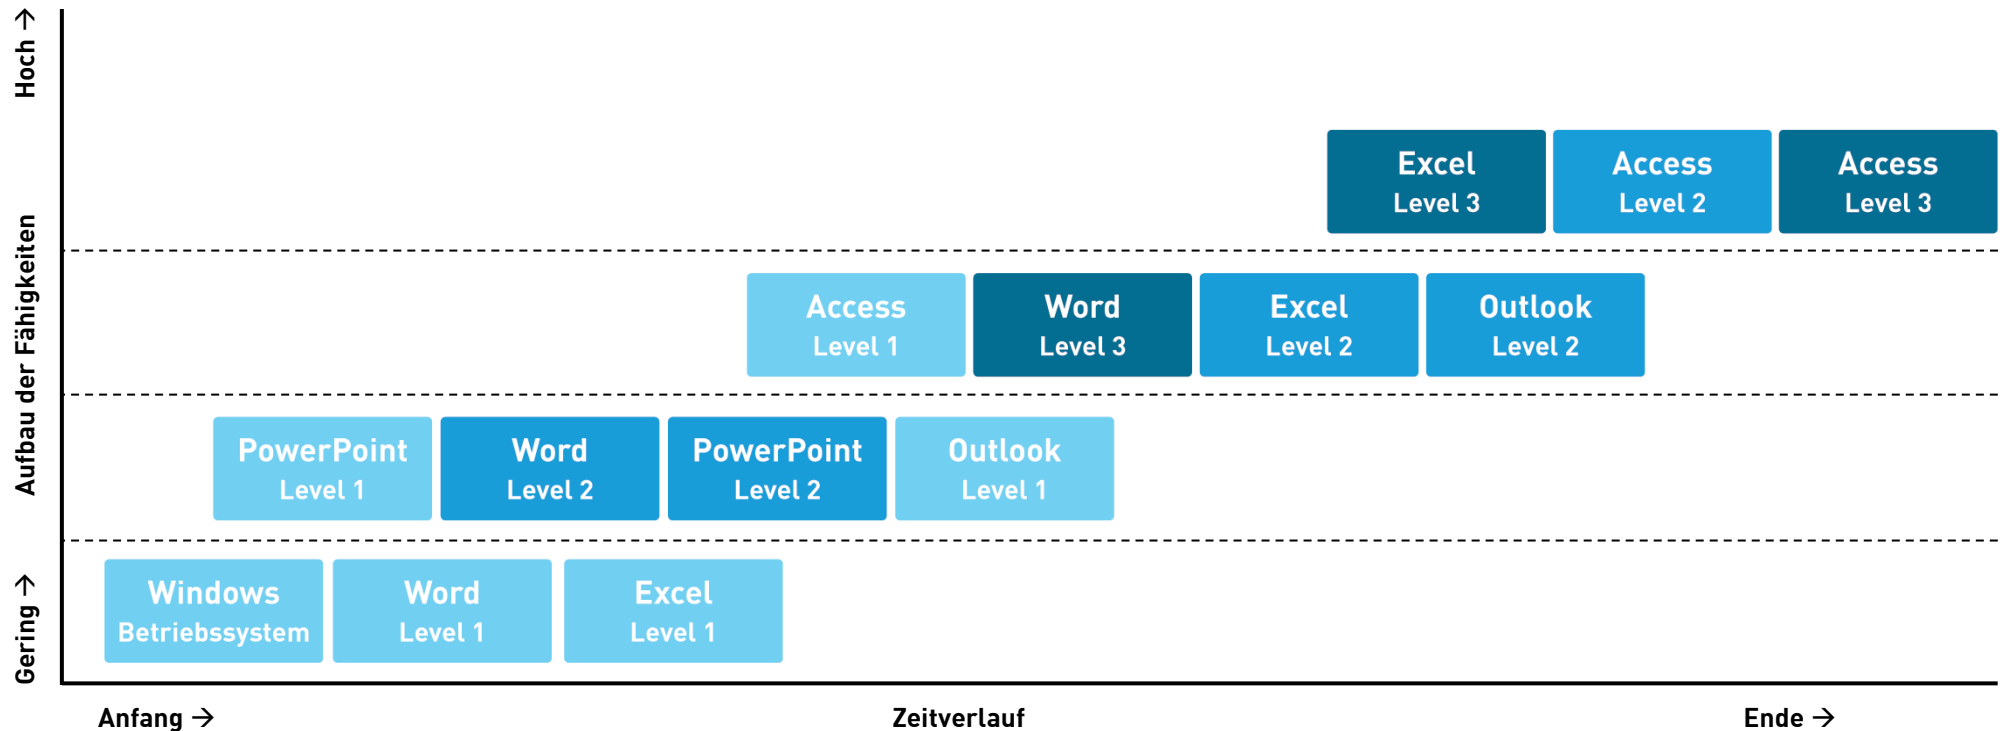 Hoch →
Aufbau der Fähigkeiten
Gering →
Excel
Level 3
Access
Level 2
Access
Level 3
Access
Level 1
Word
Level 3
Excel
Level 2
Outlook
Level 2
PowerPoint
Level 1
Word
Level 2
PowerPoint
Level 2
Outlook
Level 1
Windows
Betriebssystem
Word
Level 1
Excel
Level 1
Anfang →
Zeitverlauf
Ende →